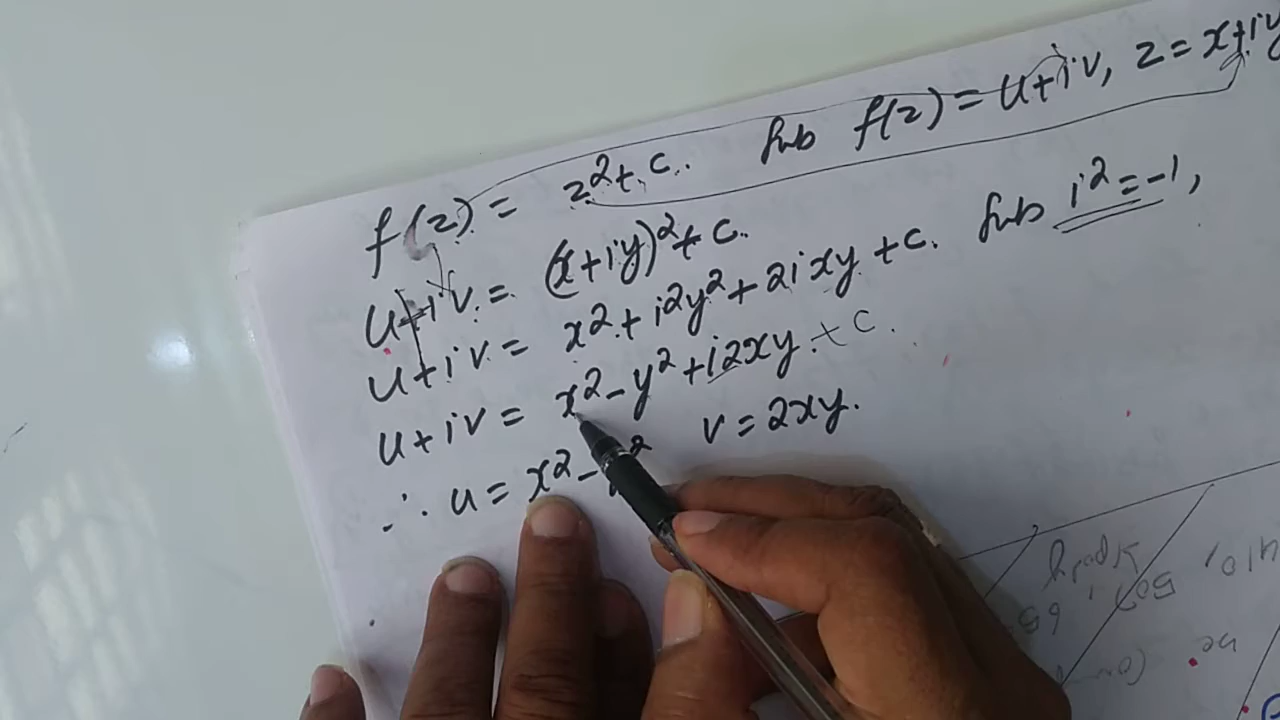 f(z) = z² + c. Sub f(z) = u+iv, z = x+iy
u+iv = (x+iy)² + c.
u+iv = x² + i²y² + 2ixy + c. Sub i² = -1,
u+iv = x² - y² + i2xy + c.
∴ u = x² - v = 2xy.